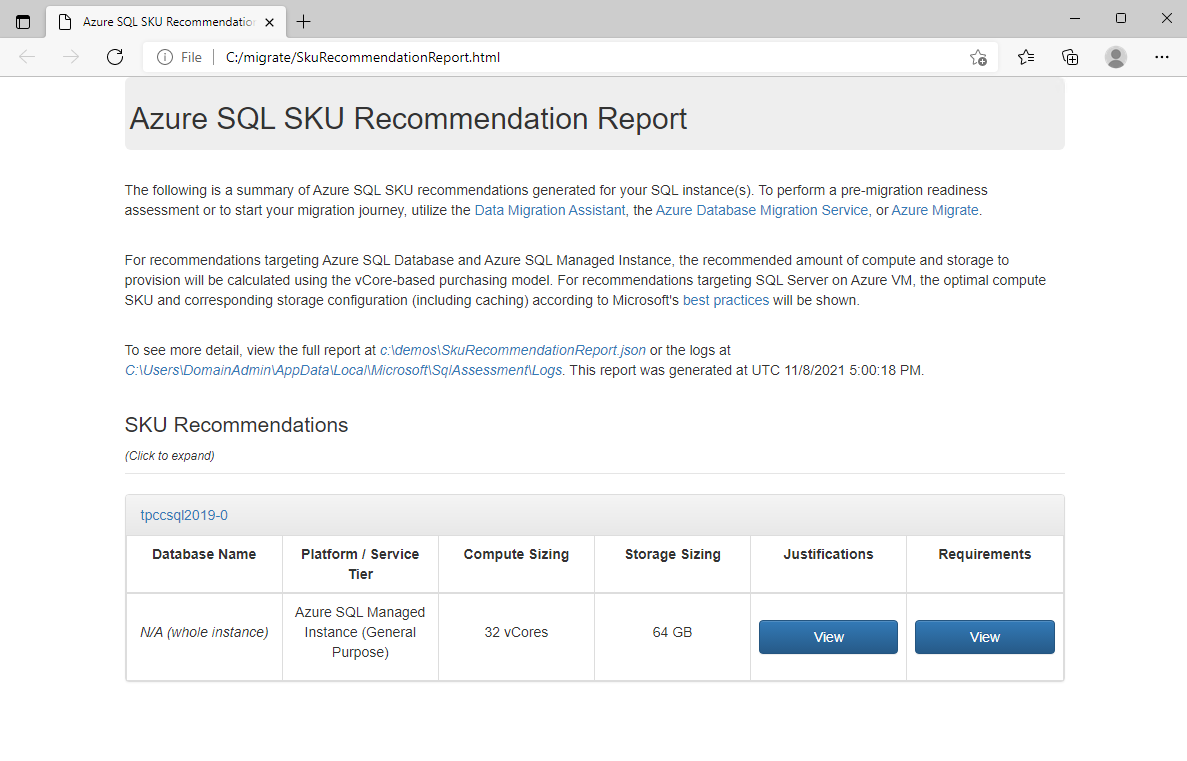 Azure SQL SKU Recommendatio
File
C:/migrate/SkuRecommendationReport.html
Azure SQL SKU Recommendation Report
The following is a summary of Azure SQL SKU recommendations generated for your SQL instance(s). To perform a pre-migration readiness
assessment or to start your migration journey, utilize the Data Migration Assistant, the Azure Database Migration Service, or Azure Migrate.
For recommendations targeting Azure SQL Database and Azure SQL Managed Instance, the recommended amount of compute and storage to
provision will be calculated using the vCore-based purchasing model. For recommendations targeting SQL Server on Azure VM, the optimal compute
SKU and corresponding storage configuration (including caching) according to Microsoft's best practices will be shown.
To see more detail, view the full report at c:\demos\SkuRecommendationReport.json or the logs at
C:\Users\DomainAdmin\AppData\Local\Microsoft\SqlAssessment\Logs. This report was generated at UTC 11/8/2021 5:00:18 PM.
SKU Recommendations
(Click to expand)
tpccsql2019-0
Database Name
Platform / Service
Tier
Compute Sizing
Storage Sizing
Justifications
Requirements
N/A (whole instance)
Azure SQL Managed
Instance (General
Purpose)
32 vCores
64 GB
View
View